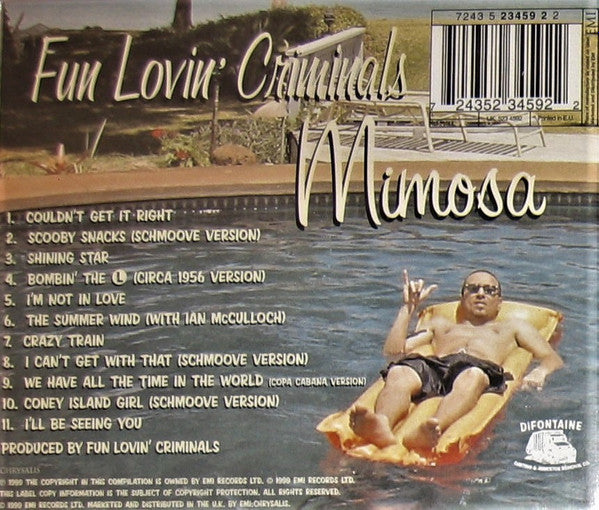 7243 5 23459 2 2
7 24352 34592 2
EMI
Printed in E.U.
Fun Lovin' Criminals
Mimosa
1. COULDN'T GET IT RIGHT
2. SCOOBY SNACKS (SCHMOOVE VERSION)
3. SHINING STAR
4. BOMBIN' THE L (CIRCA 1956 VERSION)
5. I'M NOT IN LOVE
6. THE SUMMER WIND (WITH IAN McCULLOCH)
7. CRAZY TRAIN
8. I CAN'T GET WITH THAT (SCHMOOVE VERSION)
9. WE HAVE ALL THE TIME IN THE WORLD (COPA CABANA VERSION)
10. CONEY ISLAND GIRL (SCHMOOVE VERSION)
11. I'LL BE SEEING YOU
PRODUCED BY FUN LOVIN' CRIMINALS
DIFONTAINE
CHRYSALIS
℗ 1999 THE COPYRIGHT IN THIS COMPILATION IS OWNED BY EMI RECORDS LTD. © 1999 EMI RECORDS LTD.
THIS LABEL COPY INFORMATION IS THE SUBJECT OF COPYRIGHT PROTECTION. ALL RIGHTS RESERVED.
© 1999 EMI RECORDS LTD. MARKETED AND DISTRIBUTED IN THE U.K. BY EMI:CHRYSALIS.